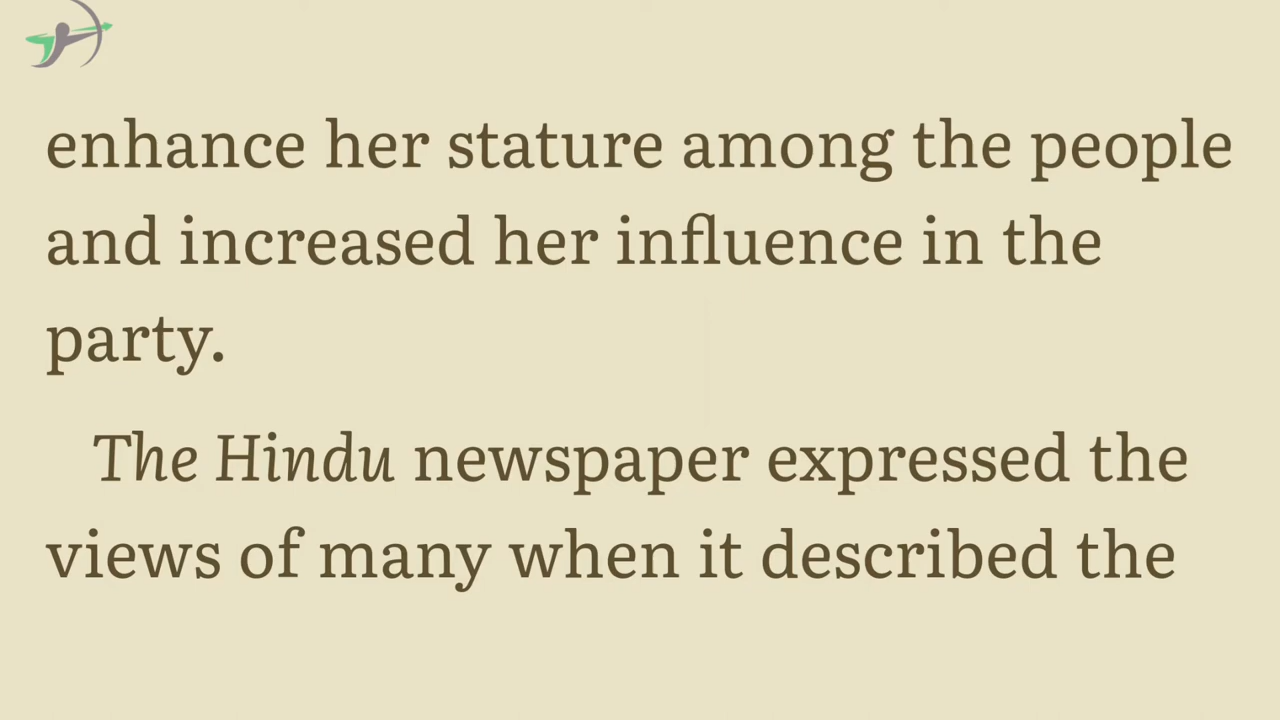 enhance her stature among the people
and increased her influence in the
party.
The Hindu newspaper expressed the
views of many when it described the